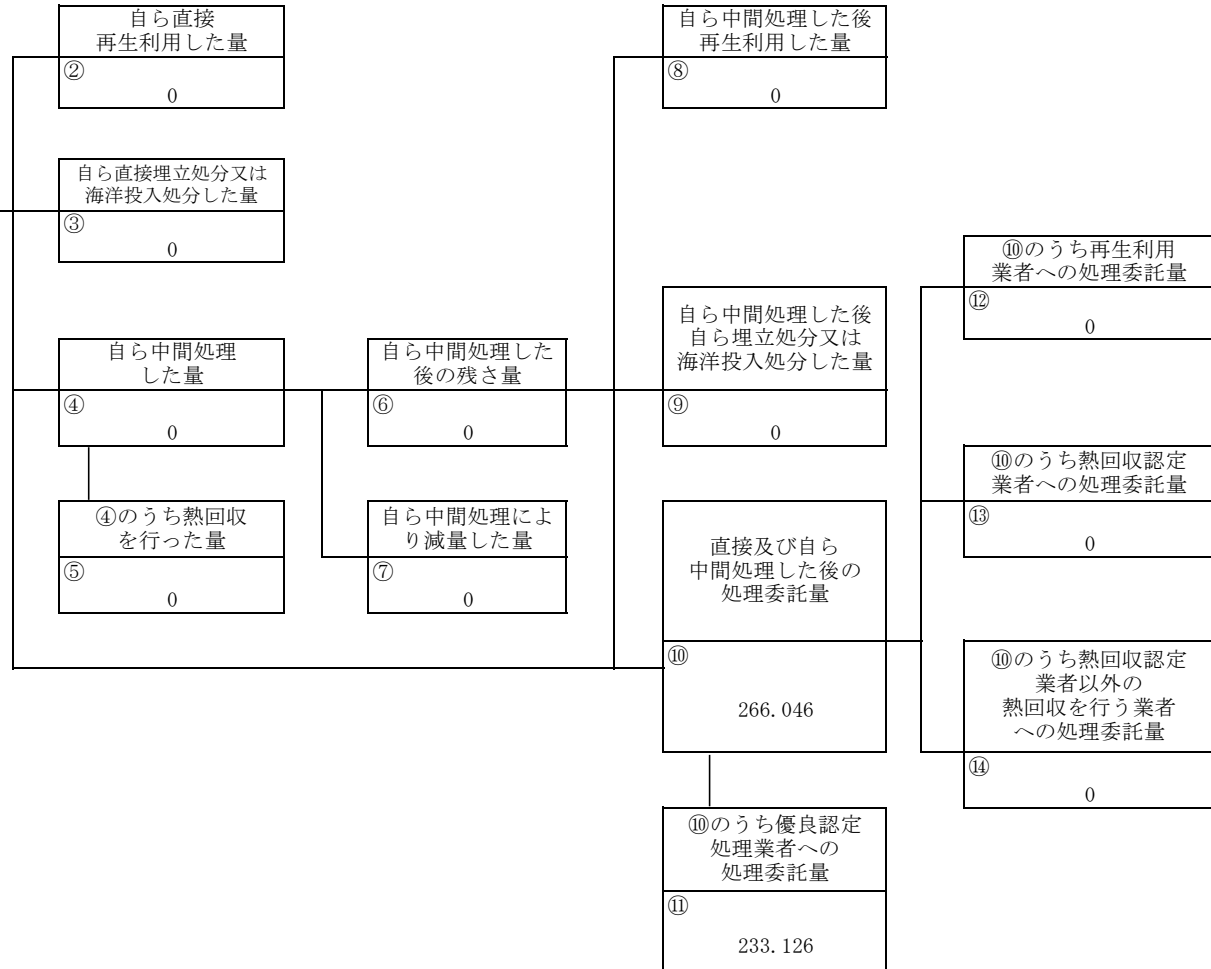 自ら直接
再生利用した量
②
0
自ら直接埋立処分又は
海洋投入処分した量
③
0
自ら中間処理
した量
④
0
④のうち熱回収
を行った量
⑤
0
自ら中間処理した
後の残さ量
⑥
0
自ら中間処理によ
り減量した量
⑦
0
自ら中間処理した後
再生利用した量
⑧
0
自ら中間処理した後
自ら埋立処分又は
海洋投入処分した量
⑨
0
直接及び自ら
中間処理した後の
処理委託量
⑩
266.046
⑩のうち優良認定
処理業者への
処理委託量
⑪
233.126
⑩のうち再生利用
業者への処理委託量
⑫
0
⑩のうち熱回収認定
業者への処理委託量
⑬
0
⑩のうち熱回収認定
業者以外の
熱回収を行う業者
への処理委託量
⑭
0